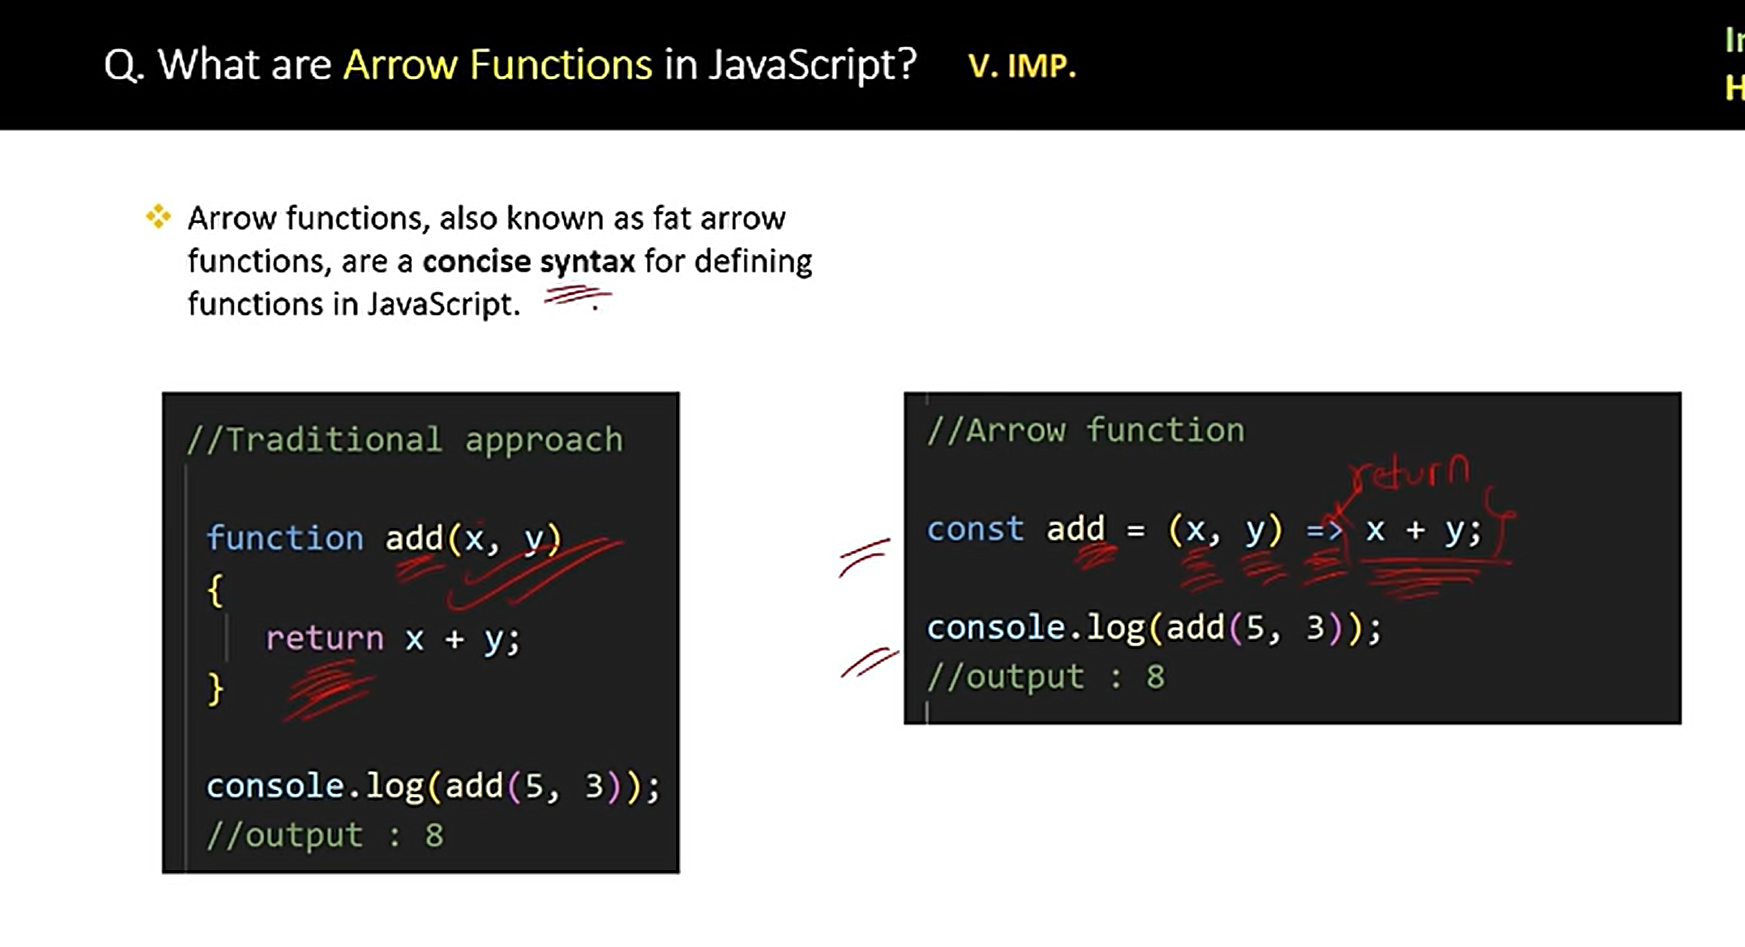 Q. What are Arrow Functions in JavaScript? V. IMP.
Arrow functions, also known as fat arrow
functions, are a concise syntax for defining
functions in JavaScript.
//Traditional approach
function add(x, y)
{
return x + y;
}
console.log(add(5, 3));
//output : 8
//Arrow function
return
const add = (x, y) => x + y;
console.log(add(5, 3));
//output : 8